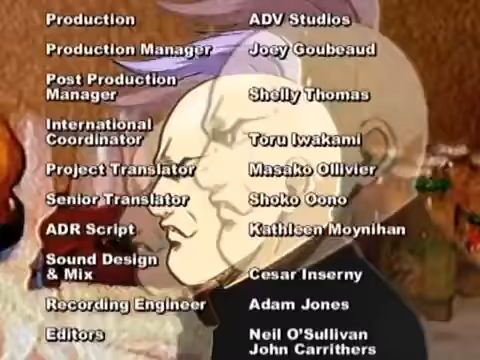 Production ADV Studios
Production Manager Joey Goubeaud
Post Production
Manager Shelly Thomas
International
Coordinator Toru Iwakami
Project Translator Masako Ollivier
Senior Translator Shoko Oono
ADR Script Kathleen Moynihan
Sound Design
& Mix Cesar Inserny
Recording Engineer Adam Jones
Editors Neil O'Sullivan
John Carrithers